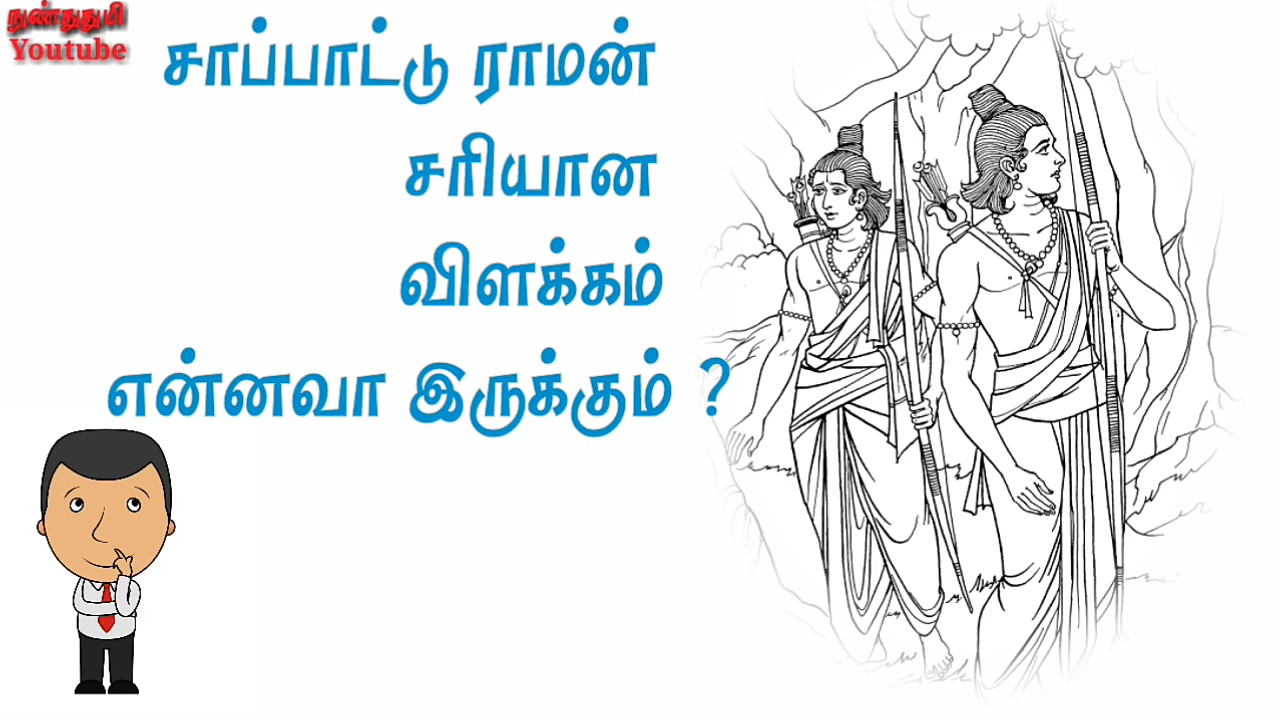 நுண்துதுமி
Youtube
சாப்பாட்டு ராமன்
சரியான
விளக்கம்
என்னவா இருக்கும் ?